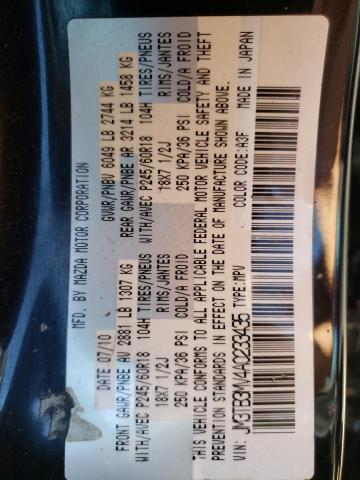 MFD. BY MAZDA MOTOR CORPORATION
DATE 07/10 GVWR/PNBV 6049 LB 2744 KG
FRONT GAWR/PNBE AV 2881 LB 1307 KG REAR GAWR/PNBE AR 3214 LB 1458 KG
WITH/AVEC P245/60R18 104H TIRES/PNEUS WITH/AVEC P245/60R18 104H TIRES/PNEUS
18X7 1/2J RIMS/JANTES 18X7 1/2J RIMS/JANTES
250 KPA/36 PSI COLD/A FROID 250 KPA/36 PSI COLD/A FROID
THIS VEHICLE CONFORMS TO ALL APPLICABLE FEDERAL MOTOR VEHICLE SAFETY AND THEFT
PREVENTION STANDARDS IN EFFECT ON THE DATE OF MANUFACTURE SHOWN ABOVE.
VIN: JM3TB3MV4A0233435 TYPE:MPV COLOR CODE:A3F MADE IN JAPAN